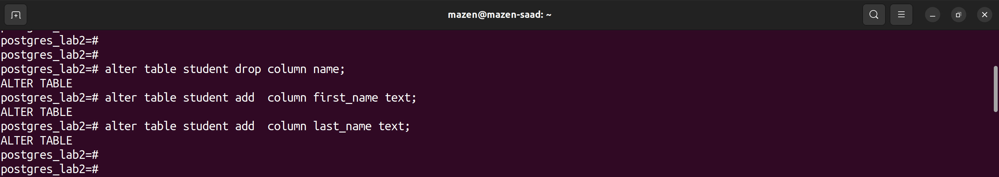 mazen@mazen-saad: ~
postgres_lab2=#
postgres_lab2=#
postgres_lab2=# alter table student drop column name;
ALTER TABLE
postgres_lab2=# alter table student add  column first_name text;
ALTER TABLE
postgres_lab2=# alter table student add  column last_name text;
ALTER TABLE
postgres_lab2=#
postgres_lab2=#